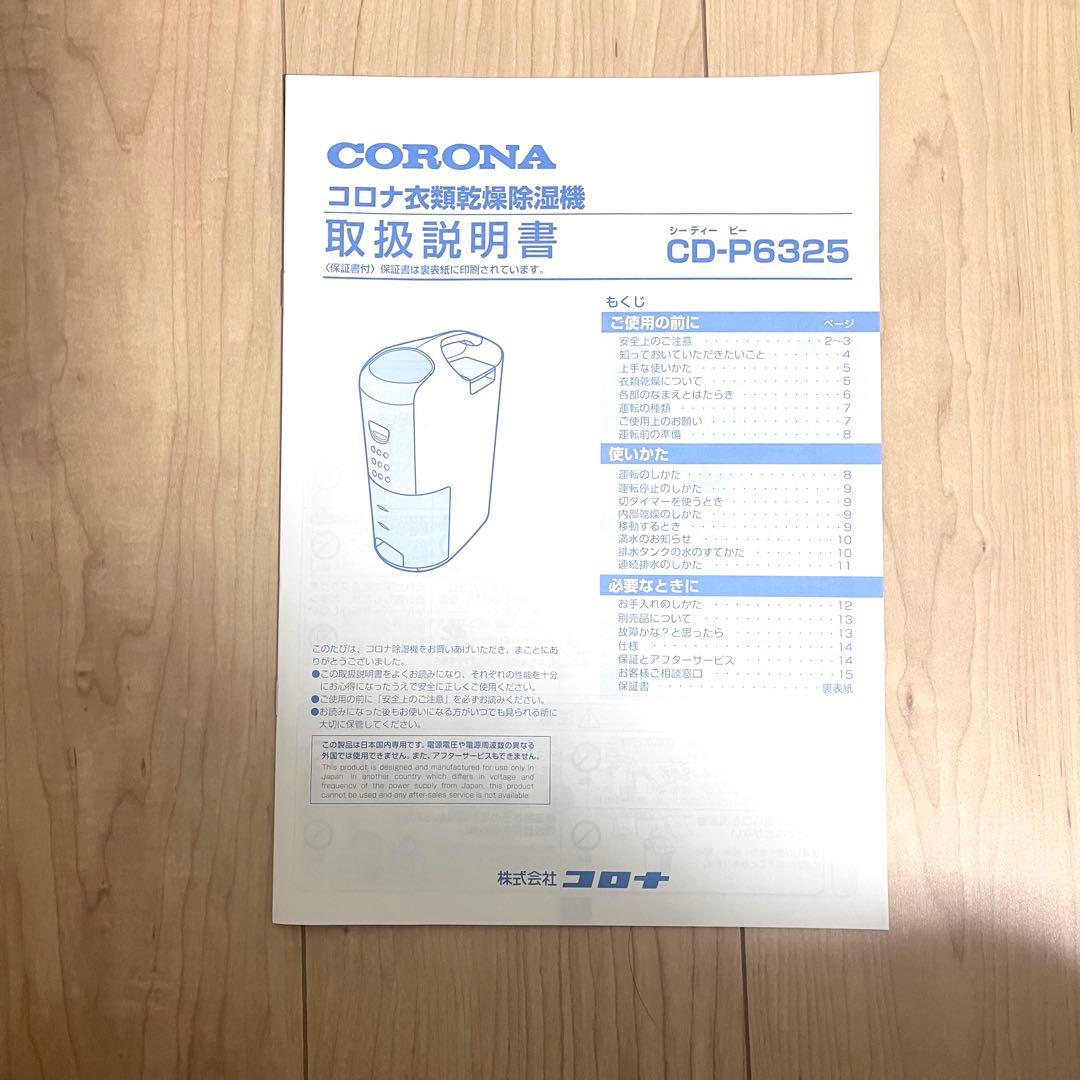 CORONA
コロナ衣類乾燥除湿機
取扱説明書
〈保証書付〉保証書は裏表紙に印刷されています。
シーディー ピー
CD-P6325
もくじ
ご使用の前に ページ
安全上のご注意 ············ 2〜3
知っておいていただきたいこと ······· 4
上手な使いかた ············ 5
衣類乾燥について ··········· 5
各部のなまえとはたらき ········· 6
運転の種類 ·············· 7
ご使用上のお願い ··········· 7
運転前の準備 ············· 8
使いかた
運転のしかた ············· 8
運転停止のしかた ··········· 9
切タイマーを使うとき ·········· 9
内部乾燥のしかた ··········· 9
移動するとき ············· 9
満水のお知らせ ············ 10
排水タンクの水のすてかた ········ 10
連続排水のしかた ··········· 11
必要なときに
お手入れのしかた ··········· 12
別売品について ············ 13
故障かな?と思ったら ·········· 13
仕様 ················· 14
保証とアフターサービス ········· 14
お客様ご相談窓口 ··········· 15
保証書 ··············· 裏表紙
このたびは、コロナ除湿機をお買いあげいただき、まことにあ
りがとうございました。
●この取扱説明書をよくお読みになり、それぞれの性能を十分
にお心得になったうえで安全に正しくご使用ください。
●ご使用の前に「安全上のご注意」を必ずお読みください。
●お読みになった後もお使いになる方がいつでも見られる所に
大切に保管してください。
この製品は日本国内専用です。電源電圧や電源周波数の異なる
外国では使用できません。また、アフターサービスもできません。
This product is designed and manufactured for use only in
Japan. In another country which differs in voltage and
frequency of the power supply from Japan, this product
cannot be used and any after-sales service is not available.
株式会社 コロナ